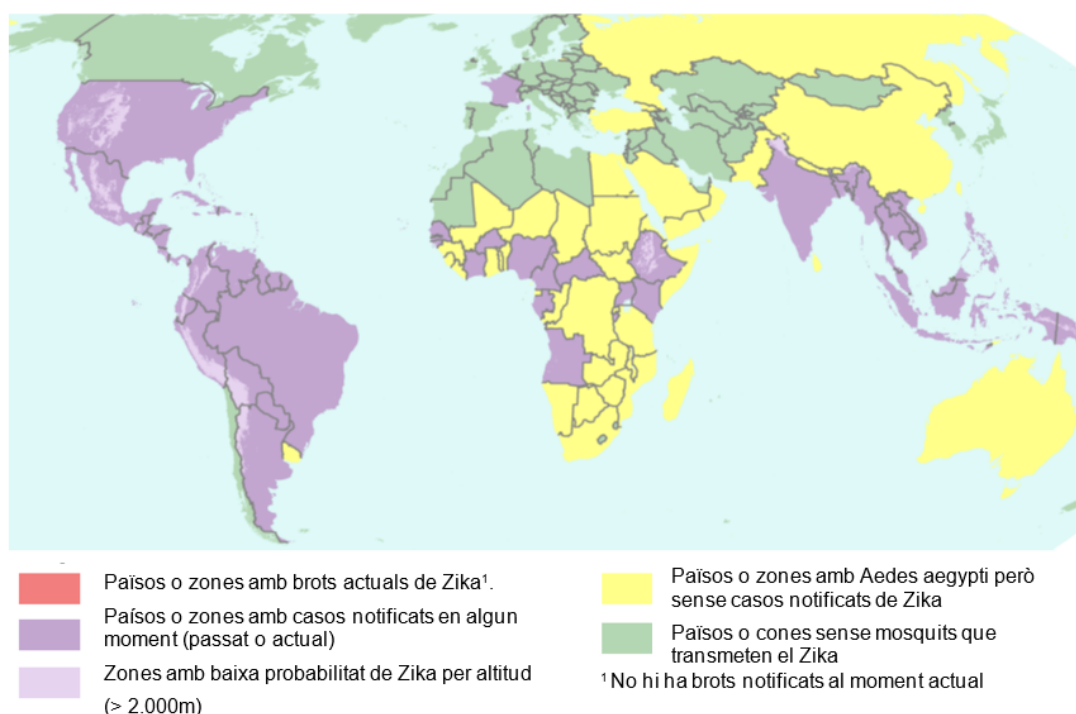 Països o zones amb brots actuals de Zika¹.
Países o zones amb casos notificats en algun
moment (passat o actual)
Zones amb baixa probabilitat de Zika per altitud
(> 2.000m)
Països o zones amb Aedes aegypti però
sense casos notificats de Zika
Països o cones sense mosquits que
transmeten el Zika
¹ No hi ha brots notificats al moment actual